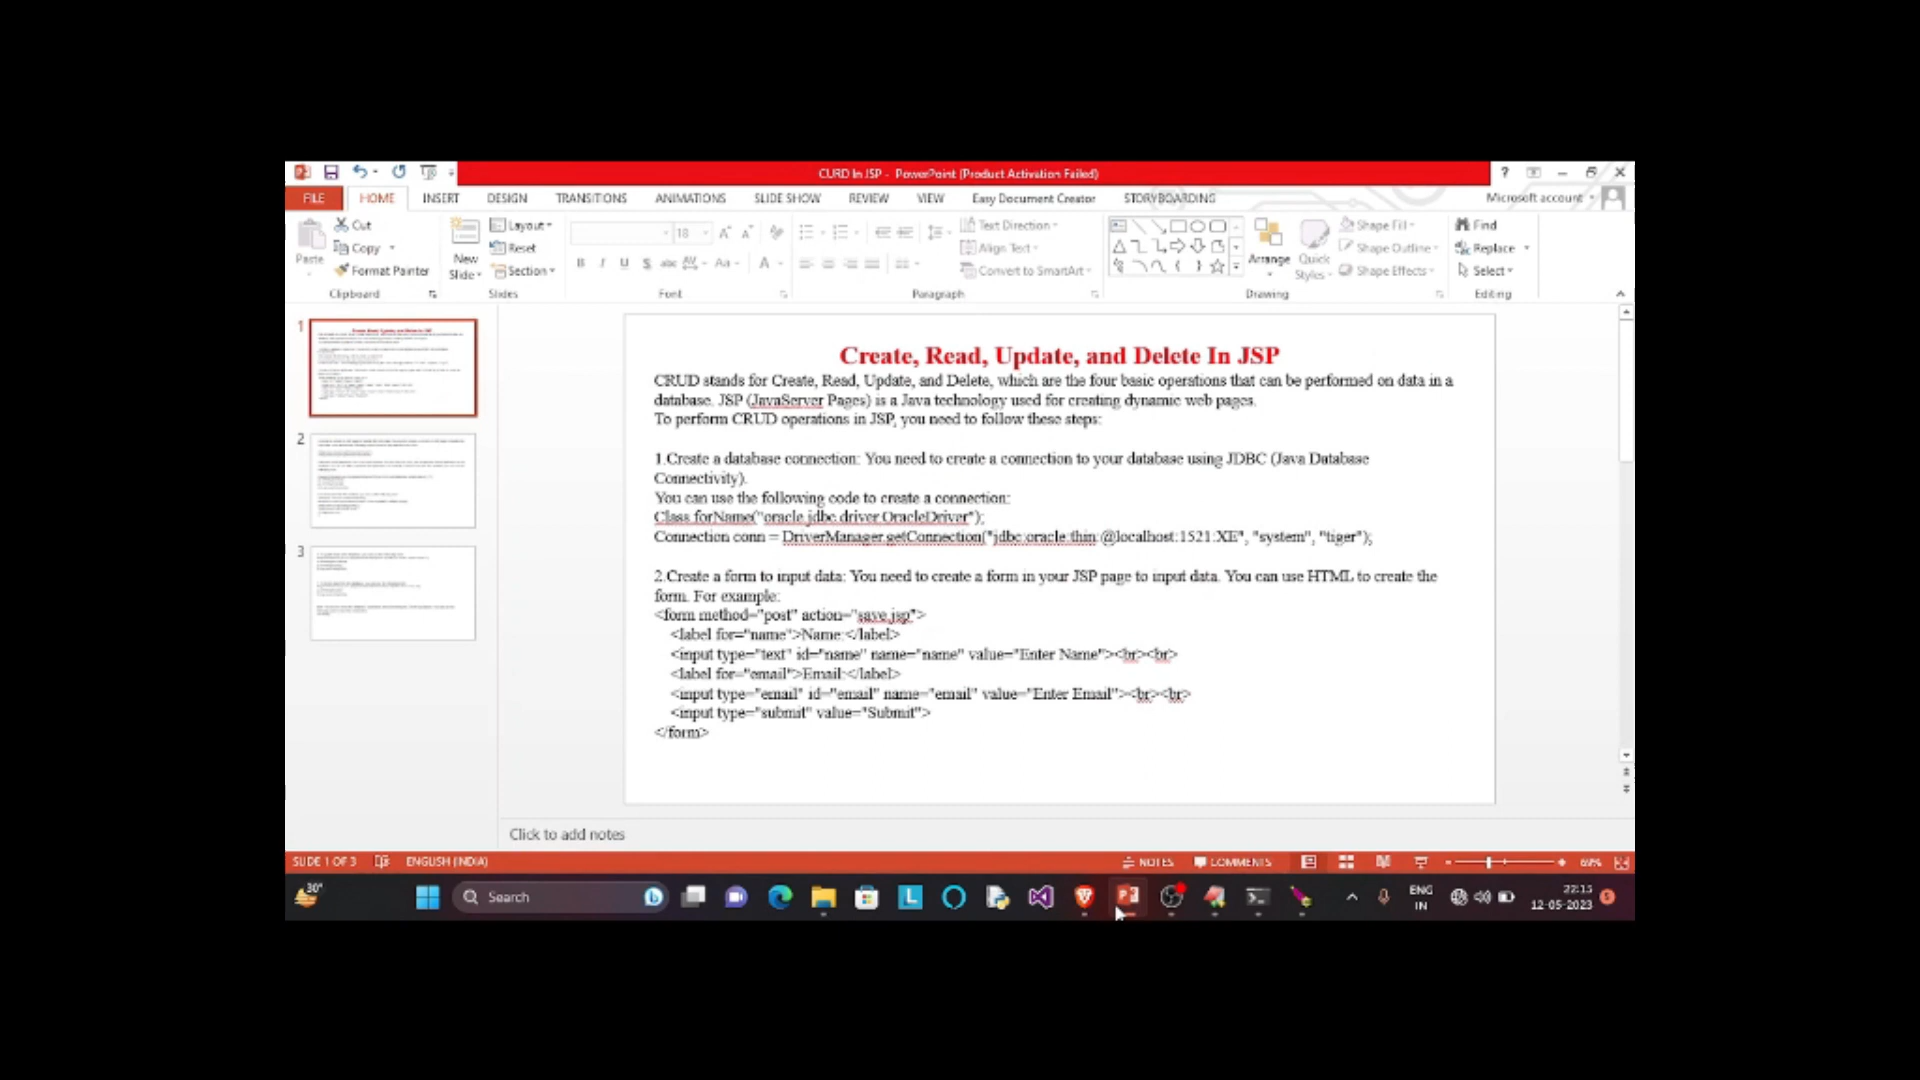 CURD In JSP - PowerPoint (Product Activation Failed)
FILE HOME INSERT DESIGN TRANSITIONS ANIMATIONS SLIDE SHOW REVIEW VIEW Easy Document Creator STORYBOARDING Microsoft account
Paste Cut Copy Format Painter Clipboard
New Slide Layout Reset Section Slides
18 Font
Text Direction Align Text Convert to SmartArt Paragraph
Arrange Quick Styles Shape Fill Shape Outline Shape Effects Drawing
Find Replace Select Editing
1
2
3
Create, Read, Update, and Delete In JSP
CRUD stands for Create, Read, Update, and Delete, which are the four basic operations that can be performed on data in a
database. JSP (JavaServer Pages) is a Java technology used for creating dynamic web pages.
To perform CRUD operations in JSP, you need to follow these steps:
1.Create a database connection: You need to create a connection to your database using JDBC (Java Database
Connectivity).
You can use the following code to create a connection:
Class.forName("oracle.jdbc.driver.OracleDriver");
Connection conn = DriverManager.getConnection("jdbc:oracle:thin:@localhost:1521:XE", "system", "tiger");
2.Create a form to input data: You need to create a form in your JSP page to input data. You can use HTML to create the
form. For example:
<form method="post" action="save.jsp">
<label for="name">Name:</label>
<input type="text" id="name" name="name" value="Enter Name"><br><br>
<label for="email">Email:</label>
<input type="email" id="email" name="email" value="Enter Email"><br><br>
<input type="submit" value="Submit">
</form>
Click to add notes
SLIDE 1 OF 3 ENGLISH (INDIA) NOTES COMMENTS 69%
30° Search ENG IN 22:13 12-05-2023